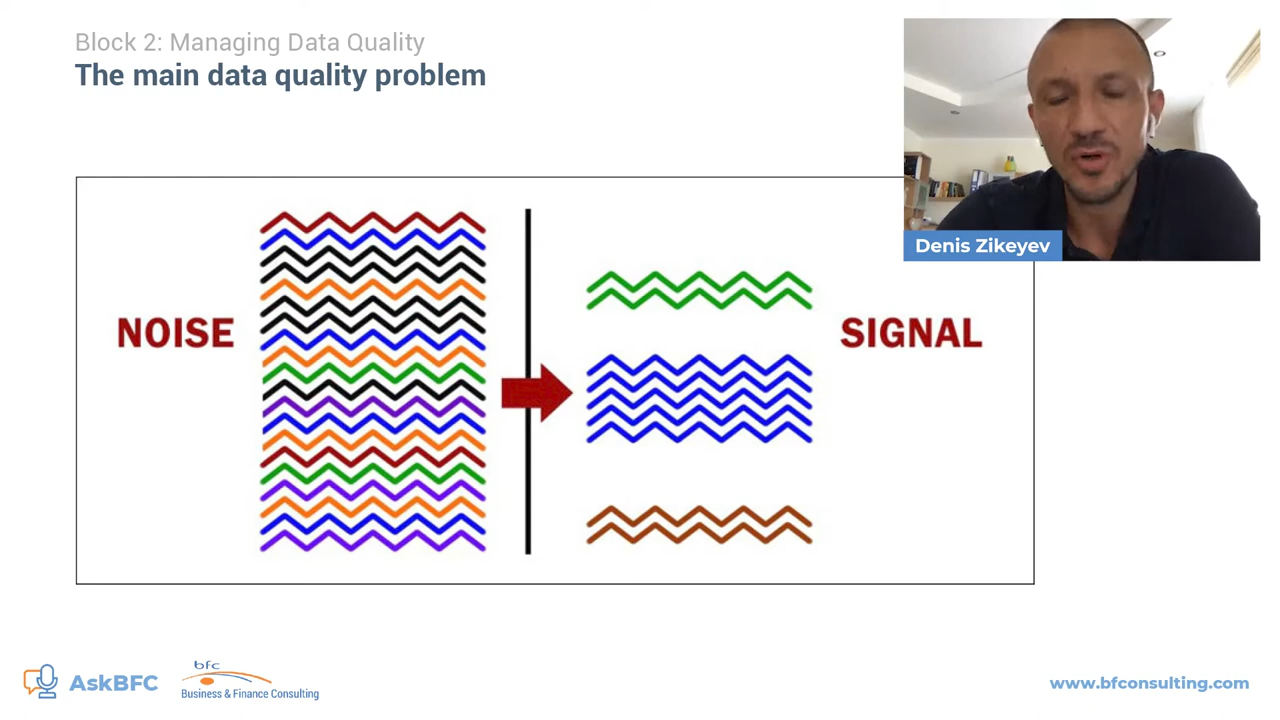 Block 2: Managing Data Quality
The main data quality problem
Denis Zikeyev
NOISE
SIGNAL
AskBFC
bfc
Business & Finance Consulting
www.bfconsulting.com